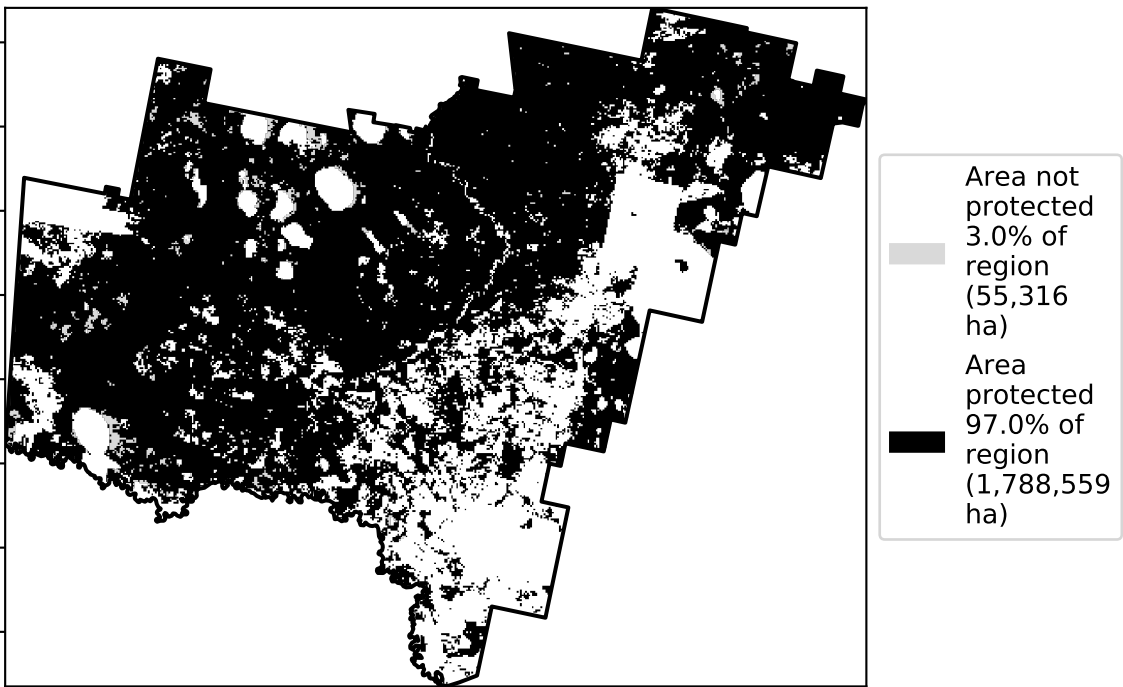 Area not
protected
3.0% of
region
(55,316
ha)
Area
protected
97.0% of
region
(1,788,559
ha)